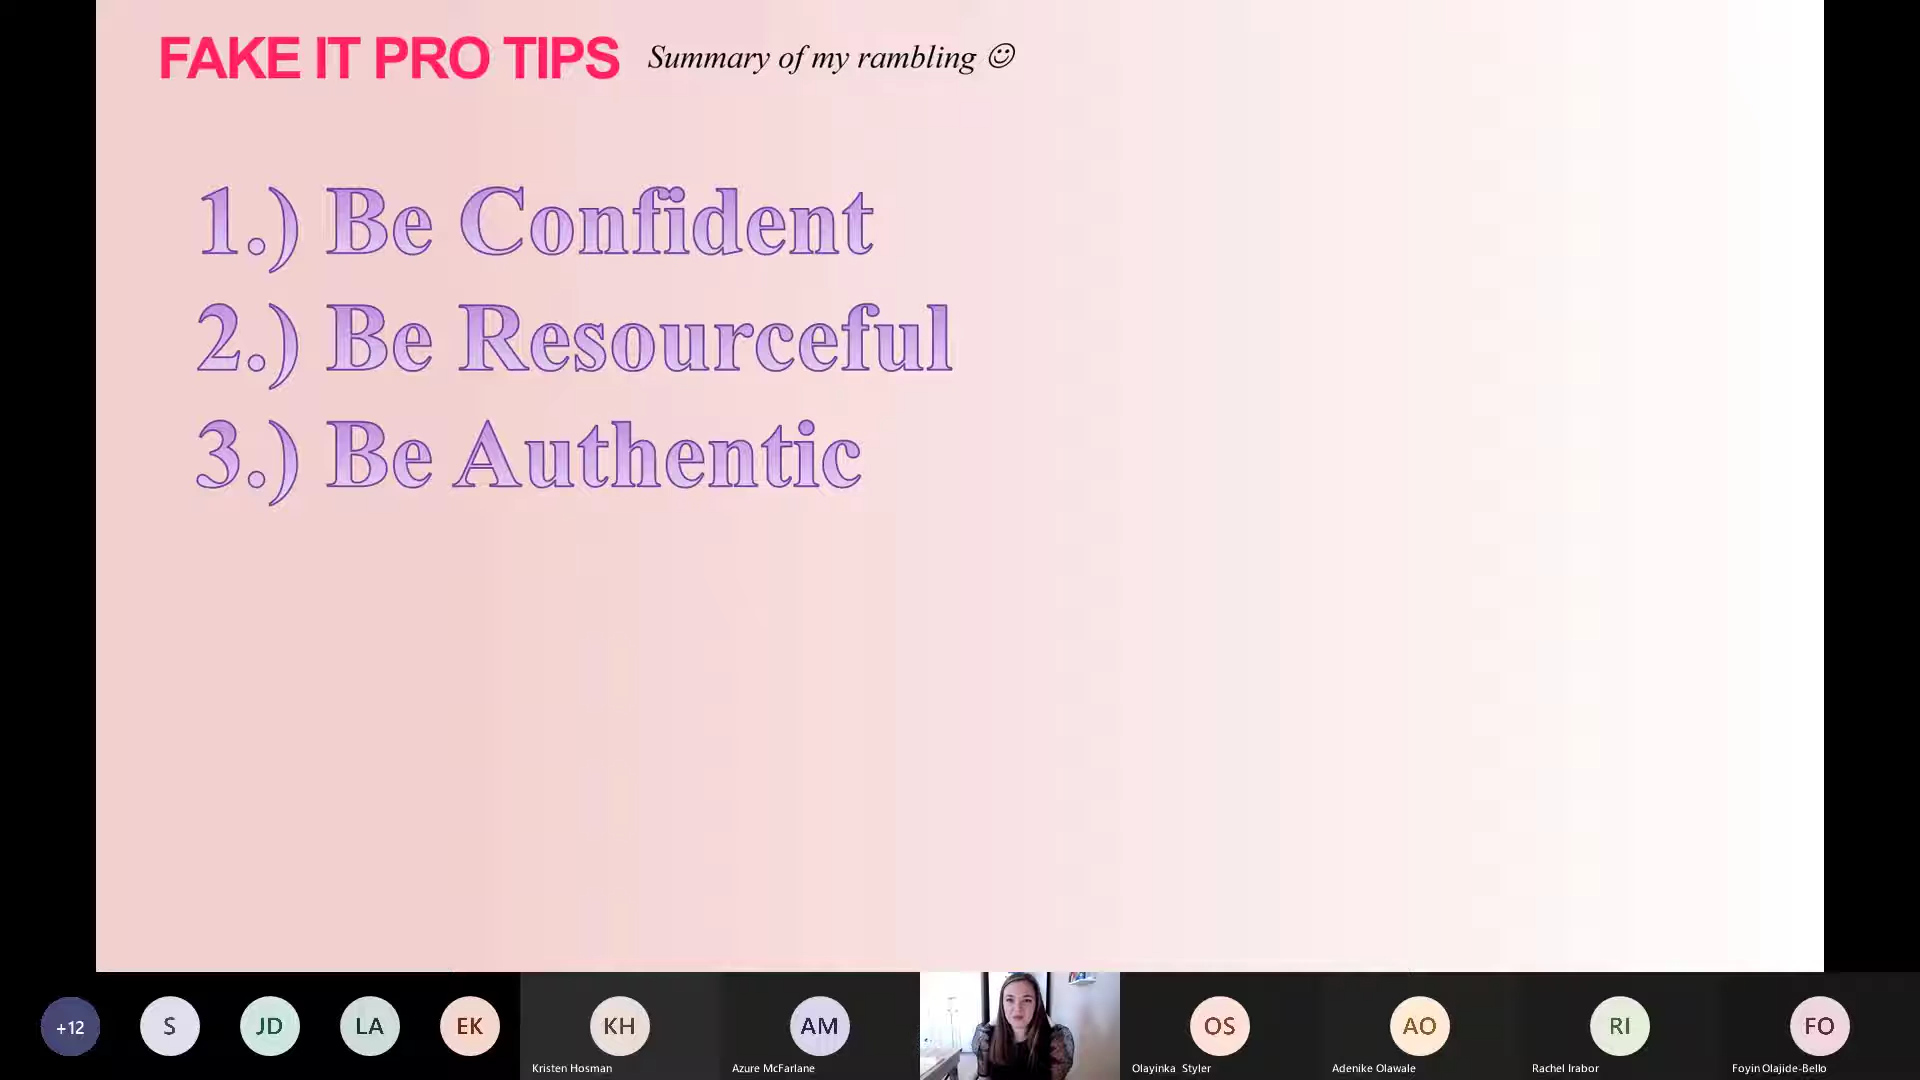 FAKE IT PRO TIPS Summary of my rambling ☺
1.) Be Confident
2.) Be Resourceful
3.) Be Authentic
+12 S JD LA EK KH AM OS AO RI FO
Kristen Hosman Azure McFarlane Olayinka Styler Adenike Olawale Rachel Irabor Foyin Olajide-Bello